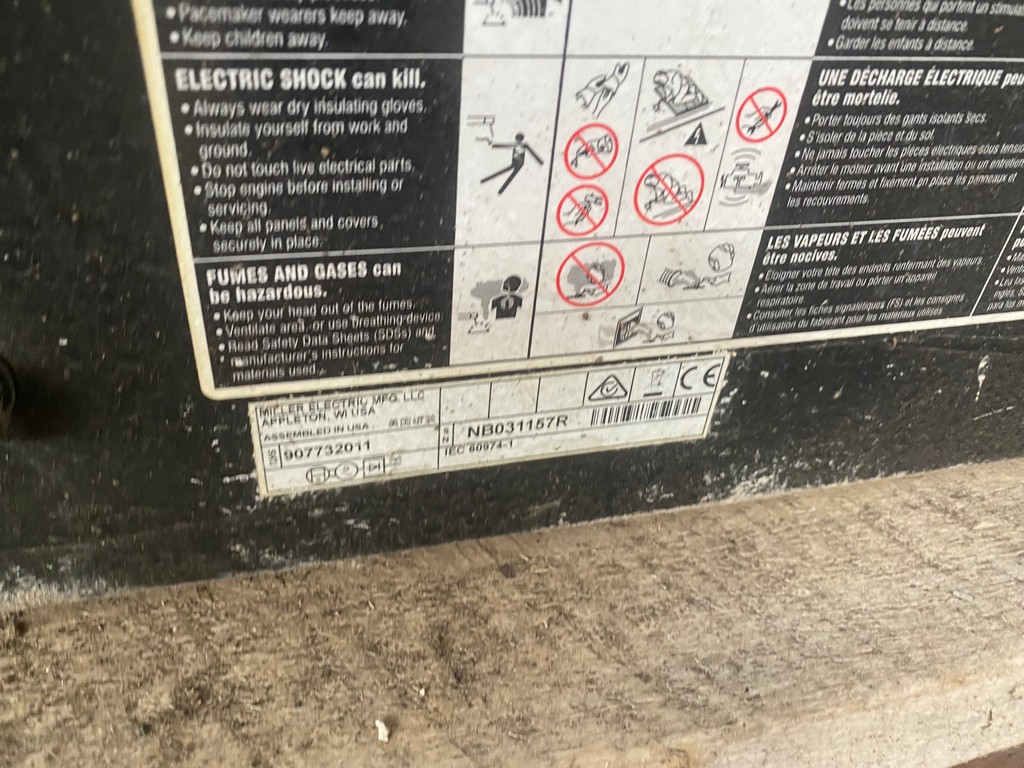 • Pacemaker wearers keep away.
• Keep children away.
ELECTRIC SHOCK can kill.
• Always wear dry insulating gloves.
• Insulate yourself from work and
ground.
• Do not touch live electrical parts.
• Stop engine before installing or
servicing.
• Keep all panels and covers
securely in place.
FUMES AND GASES can
be hazardous.
• Keep your head out of the fumes.
• Ventilate area, or use breathing device.
• Read Safety Data Sheets (SDSs) and
manufacturer's instructions for
materials used.
• Les personnes qui portent un stimulat
doivent se tenir à distance.
• Garder les enfants à distance.
UNE DÉCHARGE ÉLECTRIQUE peu
être mortelle.
• Porter toujours des gants isolants secs.
• S'isoler de la pièce et du sol.
• Ne jamais toucher les pièces électriques sous tension
• Arrêter le moteur avant une installation ou un entretien
• Maintenir fermés et fixement en place les panneaux et
les recouvrements.
LES VAPEURS ET LES FUMÉES peuvent
être nocives.
• Eloigner votre tête des endroits renfermant des vapeurs.
• Aérer la zone de travail ou porter un appareil
respiratoire
• Consulter les fiches signalétiques (FS) et les consignes
d'utilisation du fabricant pour les matériaux utilisés
MILLER ELECTRIC MFG. LLC
APPLETON, WI USA
ASSEMBLED IN USA
907732011
NB031157R
IEC 60974-1
CE